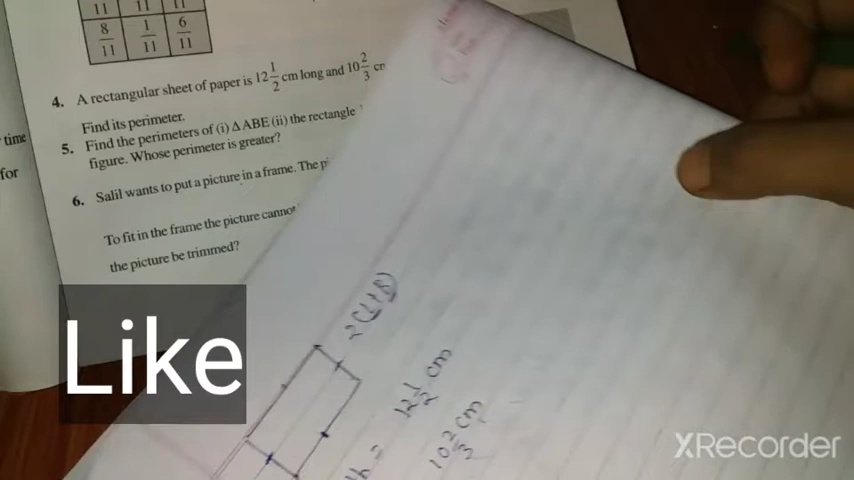 11 11 11
8/11 1/11 6/11
4. A rectangular sheet of paper is 12 1/2 cm long and 10 2/3 cm
Find its perimeter.
time
5. Find the perimeters of (i) Δ ABE (ii) the rectangle
for
figure. Whose perimeter is greater?
6. Salil wants to put a picture in a frame. The
To fit in the frame the picture cannot
the picture be trimmed?
2(L+B)
= 12 1/2 cm
10 2/3 cm
Like
XRecorder